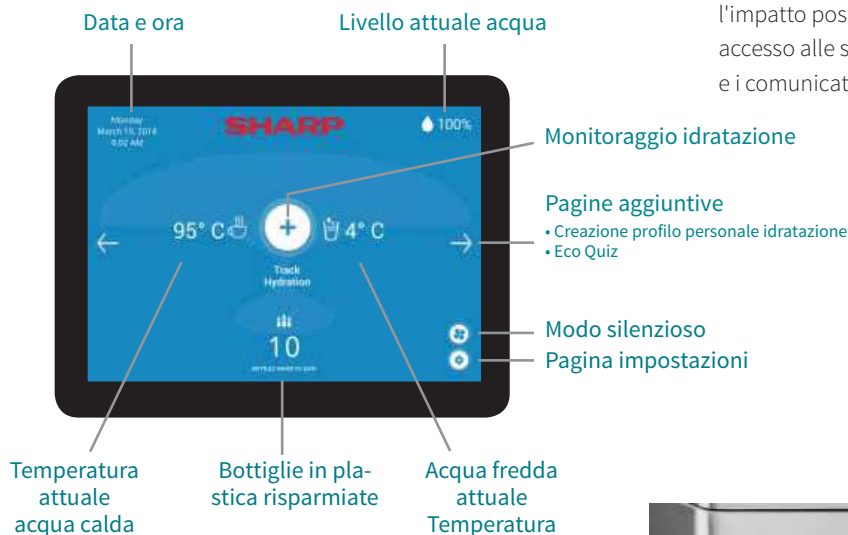 Data e ora
Livello attuale acqua
l'impatto pos
accesso alle s
e i comunicat
Monday
March 19, 2018
9:02 AM
SHARP
100%
Monitoraggio idratazione
Pagine aggiuntive
• Creazione profilo personale idratazione
• Eco Quiz
95° C
+
4° C
Track
Hydration
10
Modo silenzioso
Pagina impostazioni
Temperatura
attuale
acqua calda
Bottiglie in pla-
stica risparmiate
Acqua fredda
attuale
Temperatura